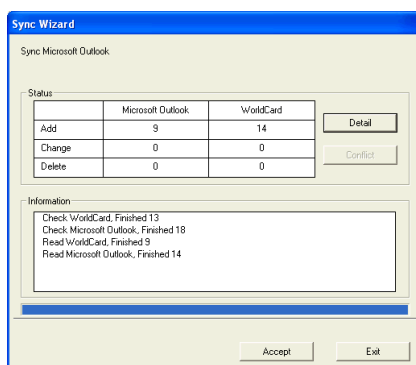 Sync Wizard
Sync Microsoft Outlook
Status
Microsoft Outlook WorldCard
Add 9 14
Change 0 0
Delete 0 0
Detail
Conflict
Information
Check WorldCard, Finished 13
Check Microsoft Outlook, Finished 18
Read WorldCard, Finished 9
Read Microsoft Outlook, Finished 14
Accept Exit